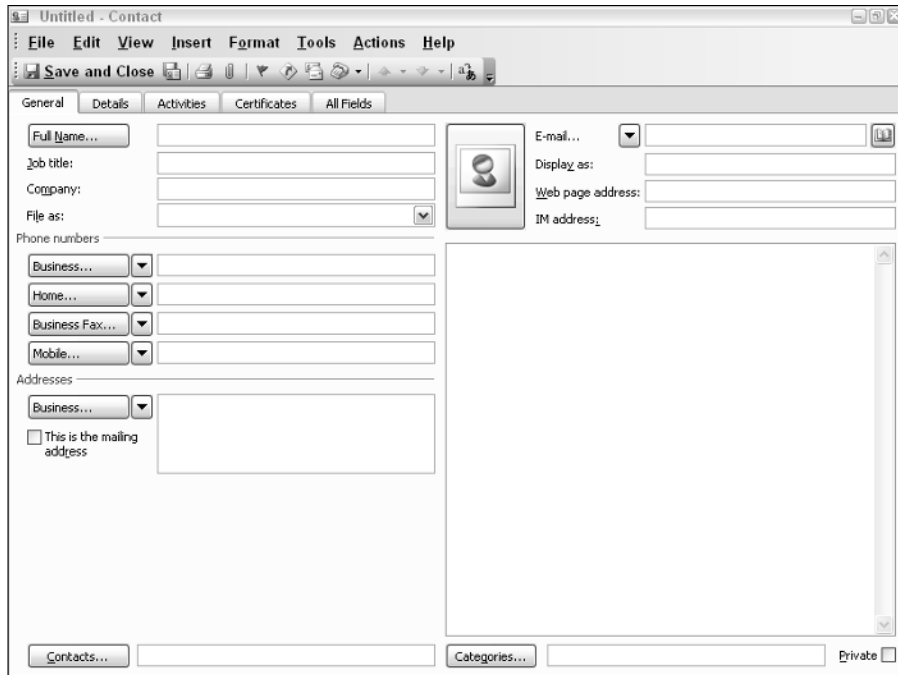 Untitled - Contact
File Edit View Insert Format Tools Actions Help
Save and Close
General Details Activities Certificates All Fields
Full Name...
Job title:
Company:
File as:
E-mail...
Display as:
Web page address:
IM address:
Phone numbers
Business...
Home...
Business Fax...
Mobile...
Addresses
Business...
This is the mailing
address
Contacts...
Categories...
Private